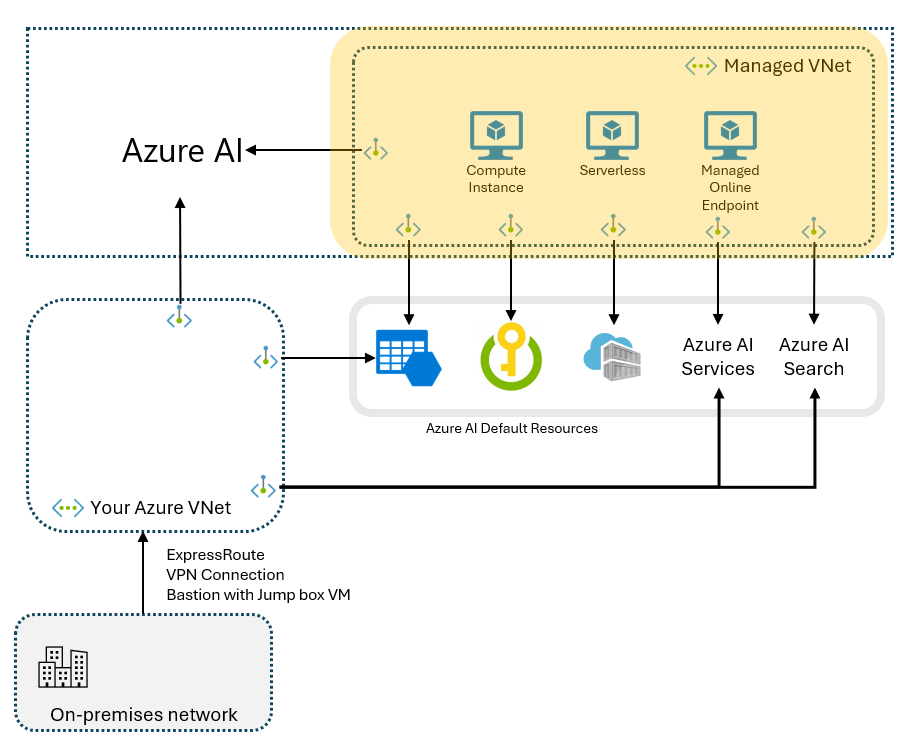 Managed VNet
Azure AI
Compute
Instance
Serverless
Managed
Online
Endpoint
Azure AI
Services
Azure AI
Search
Azure AI Default Resources
Your Azure VNet
ExpressRoute
VPN Connection
Bastion with Jump box VM
On-premises network